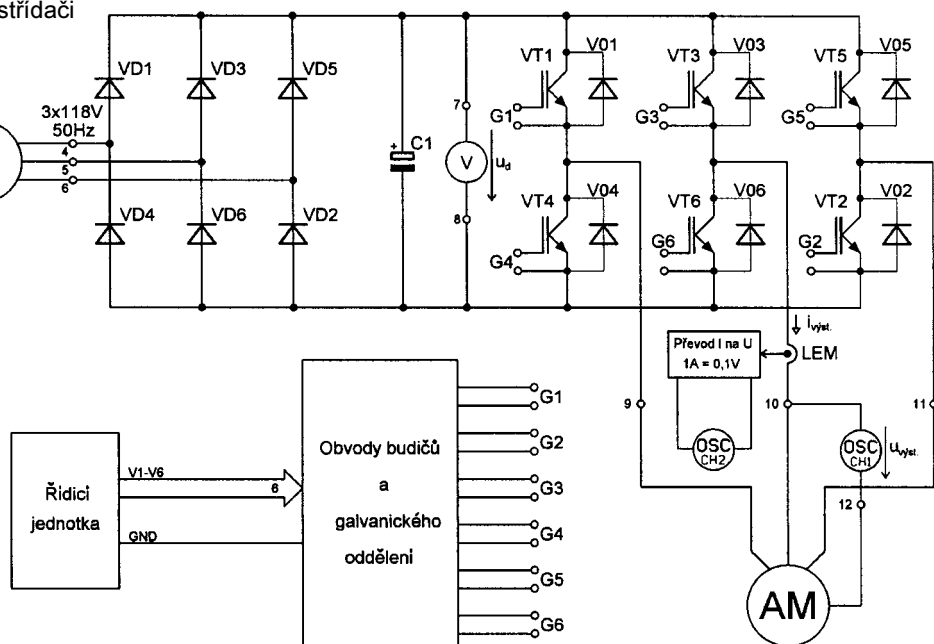 střídači
VD1
VD3
VD5
3x118V
50Hz
4
5
6
VD4
VD6
VD2
+
C1
7
V
u_d
8
VT1
V01
G1
VT3
V03
G3
VT5
V05
G5
VT4
V04
G4
VT6
V06
G6
VT2
V02
G2
i_výst.
Převod I na U
1A = 0,1V
LEM
9
10
11
OSC
CH2
OSC
CH1
u_výst.
12
AM
Řidicí
jednotka
V1-V6
6
GND
Obvody budičů
a
galvanického
oddělení
G1
G2
G3
G4
G5
G6